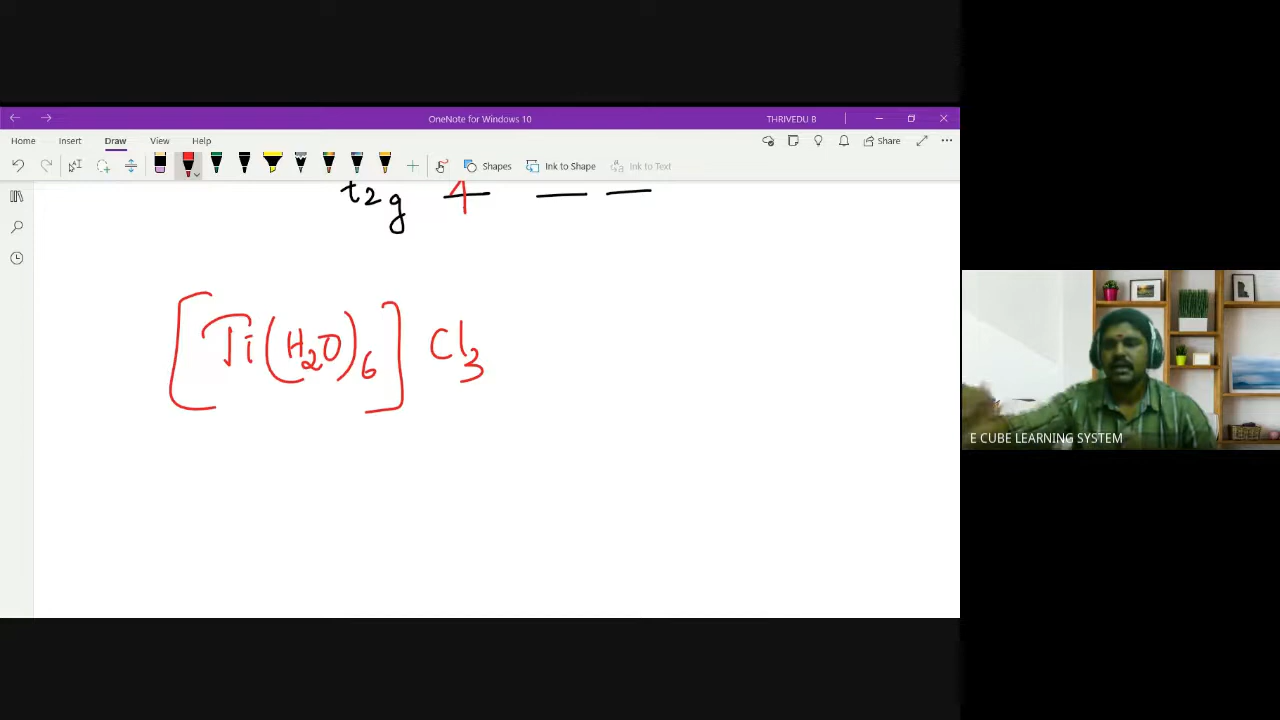 OneNote for Windows 10
THRIVEDU B
Home Insert Draw View Help
Share
Shapes Ink to Shape Ink to Text
t2g
[Ti(H2O)6] Cl3
E CUBE LEARNING SYSTEM